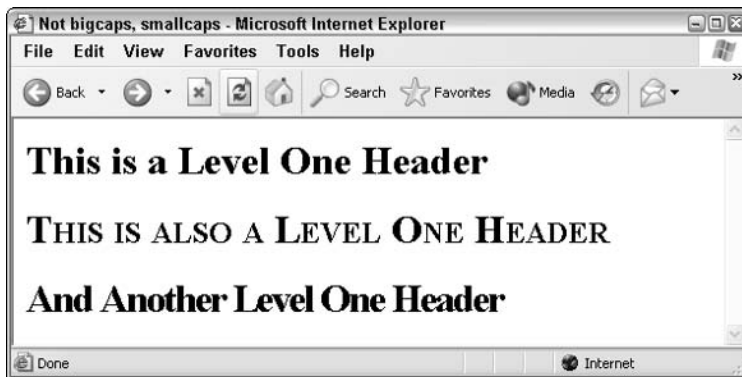 Not bigcaps, smallcaps - Microsoft Internet Explorer
File Edit View Favorites Tools Help
Back Search Favorites Media »
This is a Level One Header
THIS IS ALSO A LEVEL ONE HEADER
And Another Level One Header
Done Internet